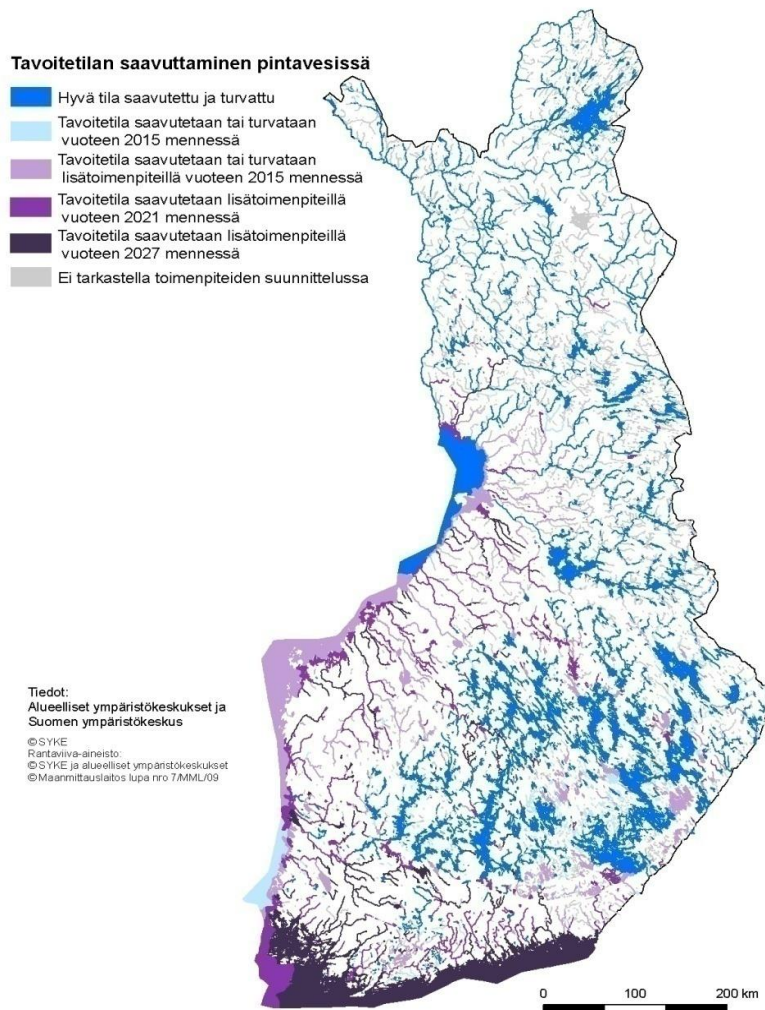 Tavoitetilan saavuttaminen pintavesissä
Hyvä tila saavutettu ja turvattu
Tavoitetila saavutetaan tai turvataan
vuoteen 2015 mennessä
Tavoitetila saavutetaan tai turvataan
lisätoimenpiteillä vuoteen 2015 mennessä
Tavoitetila saavutetaan lisätoimenpiteillä
vuoteen 2021 mennessä
Tavoitetila saavutetaan lisätoimenpiteillä
vuoteen 2027 mennessä
Ei tarkastella toimenpiteiden suunnittelussa
Tiedot:
Alueelliset ympäristökeskukset ja
Suomen ympäristökeskus
©SYKE
Rantaviiva-aineisto:
©SYKE ja alueelliset ympäristökeskukset
©Maanmittauslaitos lupa nro 7/MML/09
0 100 200 km